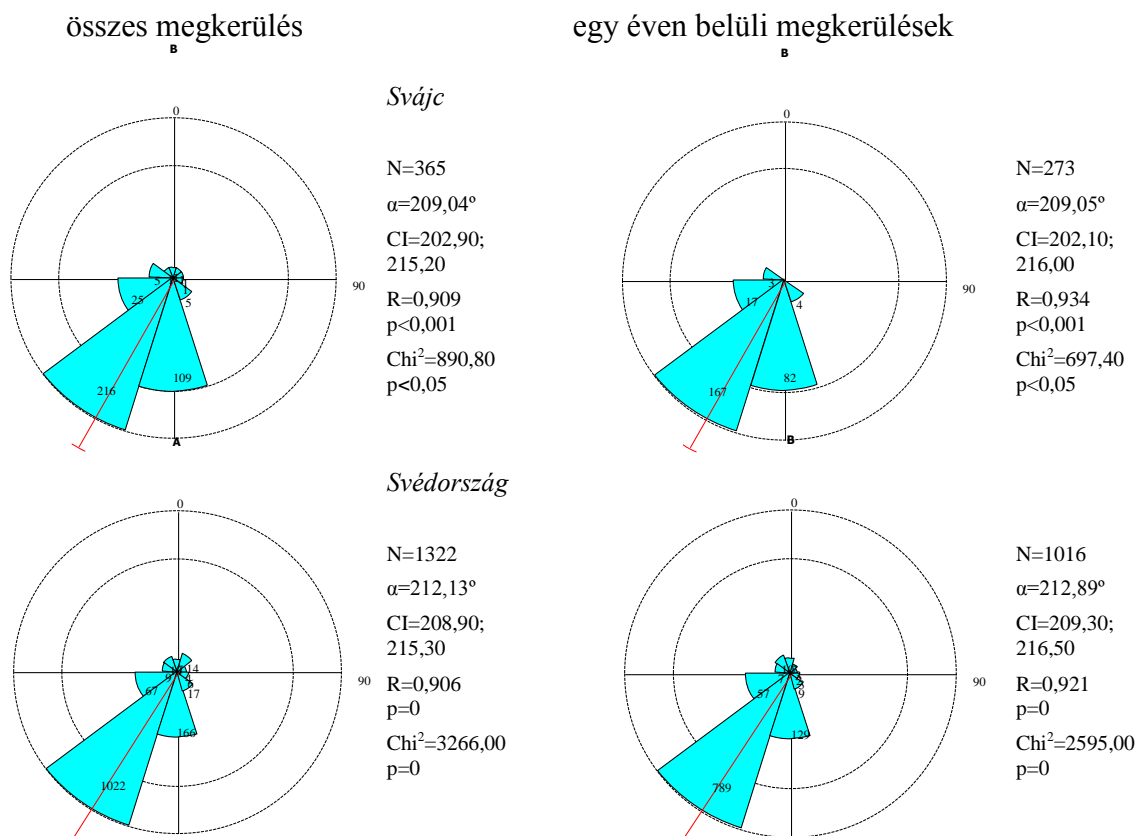 összes megkerülés
egy éven belüli megkerülések
B
B
Svájc
0
90
5
25
216
109
1
5
A
N=365
α=209,04º
CI=202,90;
215,20
R=0,909
p<0,001
Chi²=890,80
p<0,05
90
3
17
167
82
4
B
N=273
α=209,05º
CI=202,10;
216,00
R=0,934
p<0,001
Chi²=697,40
p<0,05
Svédország
0
90
9
67
1022
166
14
17
N=1322
α=212,13º
CI=208,90;
215,30
R=0,906
p=0
Chi²=3266,00
p=0
0
90
7
57
789
129
9
N=1016
α=212,89º
CI=209,30;
216,50
R=0,921
p=0
Chi²=2595,00
p=0